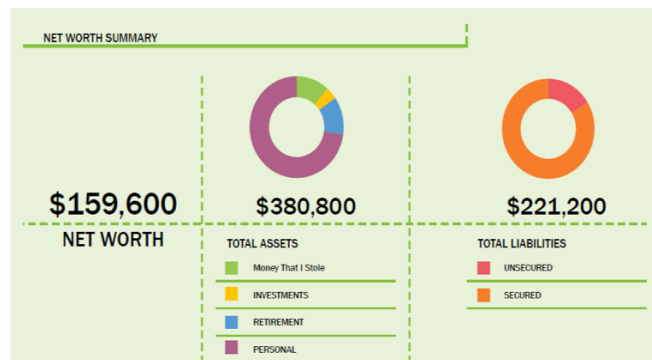 NET WORTH SUMMARY
$159,600
NET WORTH
$380,800
TOTAL ASSETS
Money That I Stole
INVESTMENTS
RETIREMENT
PERSONAL
$221,200
TOTAL LIABILITIES
UNSECURED
SECURED